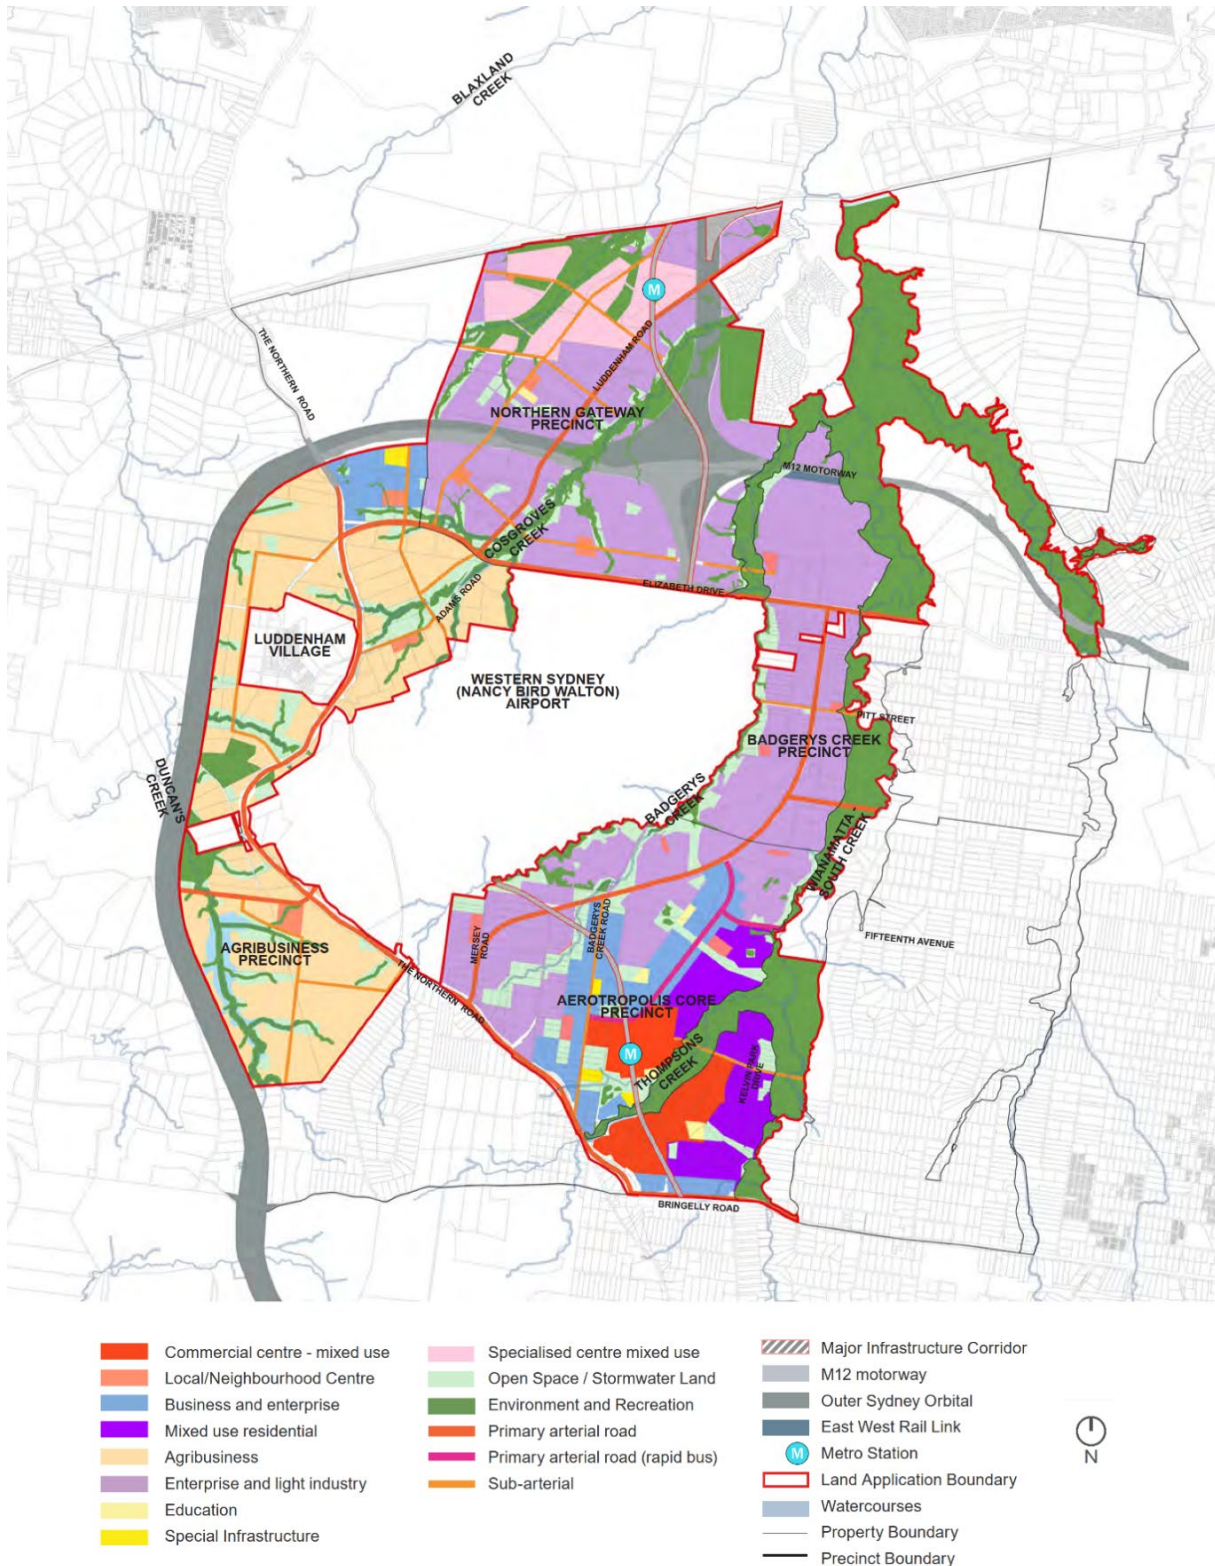 BLAXLAND
CREEK
THE NORTHERN ROAD
M
LUDDENHAM ROAD
NORTHERN GATEWAY
PRECINCT
M12 MOTORWAY
COSGROVES
CREEK
ELIZABETH DRIVE
ADAMS ROAD
LUDDENHAM
VILLAGE
WESTERN SYDNEY
(NANCY BIRD WALTON)
AIRPORT
PITT STREET
BADGERYS CREEK
PRECINCT
DUNCAN'S
CREEK
BADGERYS
CREEK
WIANAMATTA -
SOUTH CREEK
AGRIBUSINESS
PRECINCT
MERSEY
ROAD
BADGERYS
CREEK ROAD
FIFTEENTH AVENUE
THE NORTHERN ROAD
AEROTROPOLIS CORE
PRECINCT
M
THOMPSONS
CREEK
KELVIN PARK
DRIVE
BRINGELLY ROAD
Commercial centre - mixed use
Local/Neighbourhood Centre
Business and enterprise
Mixed use residential
Agribusiness
Enterprise and light industry
Education
Special Infrastructure
Specialised centre mixed use
Open Space / Stormwater Land
Environment and Recreation
Primary arterial road
Primary arterial road (rapid bus)
Sub-arterial
Major Infrastructure Corridor
M12 motorway
Outer Sydney Orbital
East West Rail Link
M Metro Station
Land Application Boundary
Watercourses
Property Boundary
Precinct Boundary
N